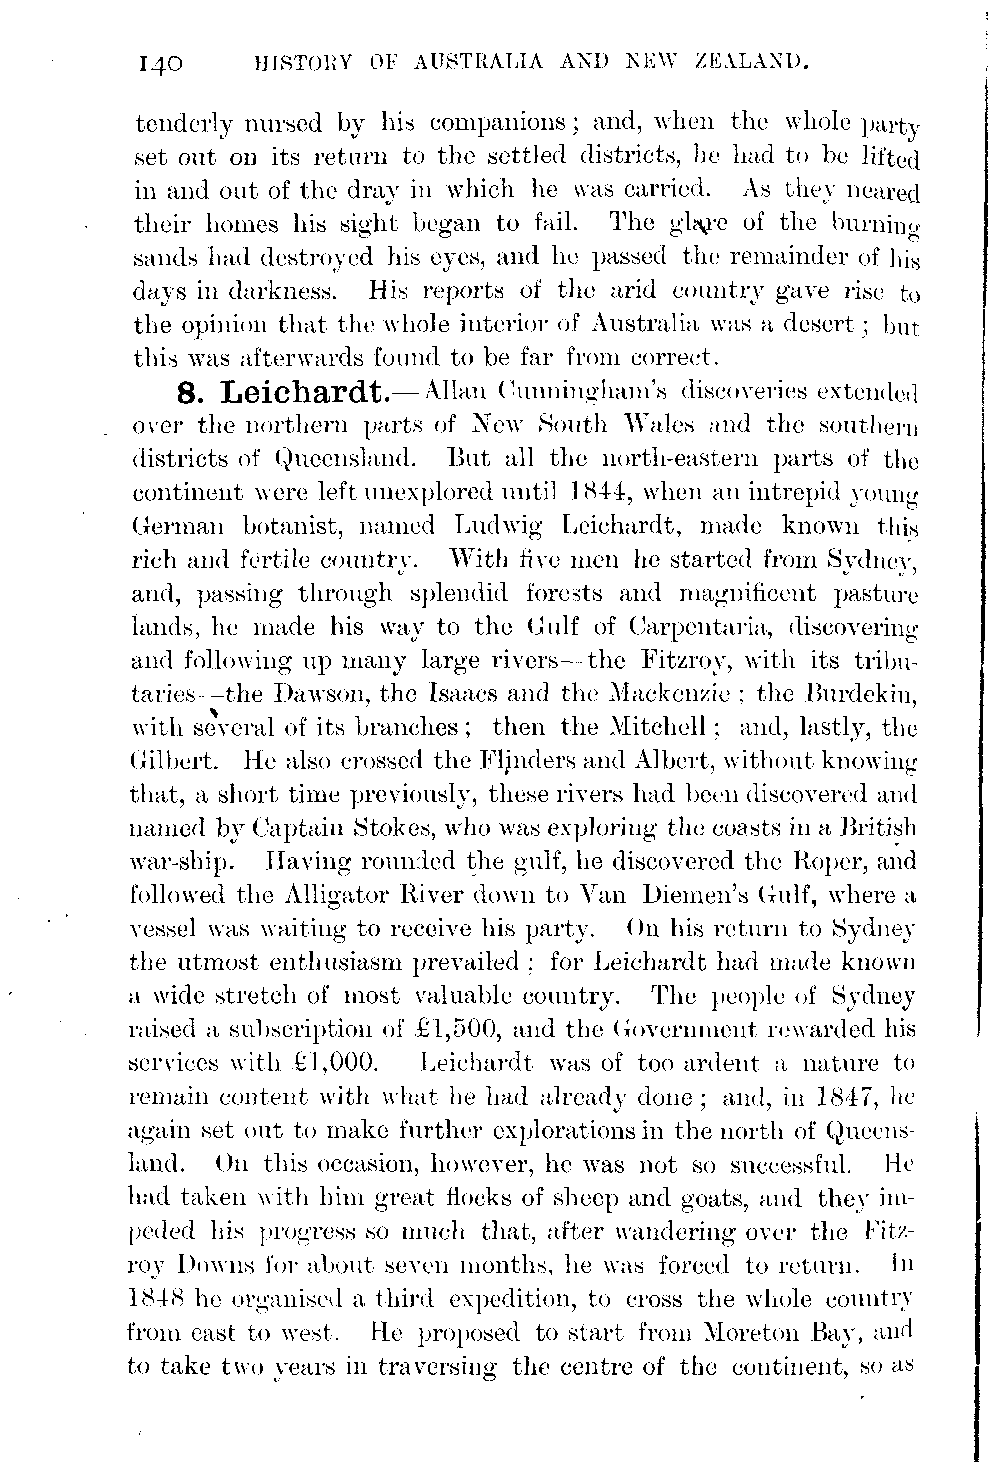 140 HISTORY OF AUSTRALIA AND NEW ZEALAND.
tenderly nursed by his companions; and, when the whole party
set out on its return to the settled districts, he had to be lifted
in and out of the dray in which he was carried. As they neared
their homes his sight began to fail. The glare of the burning
sands had destroyed his eyes, and he passed the remainder of his
days in darkness. His reports of the arid country gave rise to
the opinion that the whole interior of Australia was a desert; but
this was afterwards found to be far from correct.
8. Leichardt.—Allan Cunningham's discoveries extended
over the northern parts of New South Wales and the southern
districts of Queensland. But all the north-eastern parts of the
continent were left unexplored until 1844, when an intrepid young
German botanist, named Ludwig Leichardt, made known this
rich and fertile country. With five men he started from Sydney,
and, passing through splendid forests and magnificent pasture
lands, he made his way to the Gulf of Carpentaria, discovering
and following up many large rivers—the Fitzroy, with its tribu-
taries—the Dawson, the Isaacs and the Mackenzie; the Burdekin,
with several of its branches; then the Mitchell; and, lastly, the
Gilbert. He also crossed the Flinders and Albert, without knowing
that, a short time previously, these rivers had been discovered and
named by Captain Stokes, who was exploring the coasts in a British
war-ship. Having rounded the gulf, he discovered the Roper, and
followed the Alligator River down to Van Diemen's Gulf, where a
vessel was waiting to receive his party. On his return to Sydney
the utmost enthusiasm prevailed; for Leichardt had made known
a wide stretch of most valuable country. The people of Sydney
raised a subscription of £1,500, and the Government rewarded his
services with £1,000. Leichardt was of too ardent a nature to
remain content with what he had already done; and, in 1847, he
again set out to make further explorations in the north of Queens-
land. On this occasion, however, he was not so successful. He
had taken with him great flocks of sheep and goats, and they im-
peded his progress so much that, after wandering over the Fitz-
roy Downs for about seven months, he was forced to return. In
1848 he organised a third expedition, to cross the whole country
from east to west. He proposed to start from Moreton Bay, and
to take two years in traversing the centre of the continent, so as